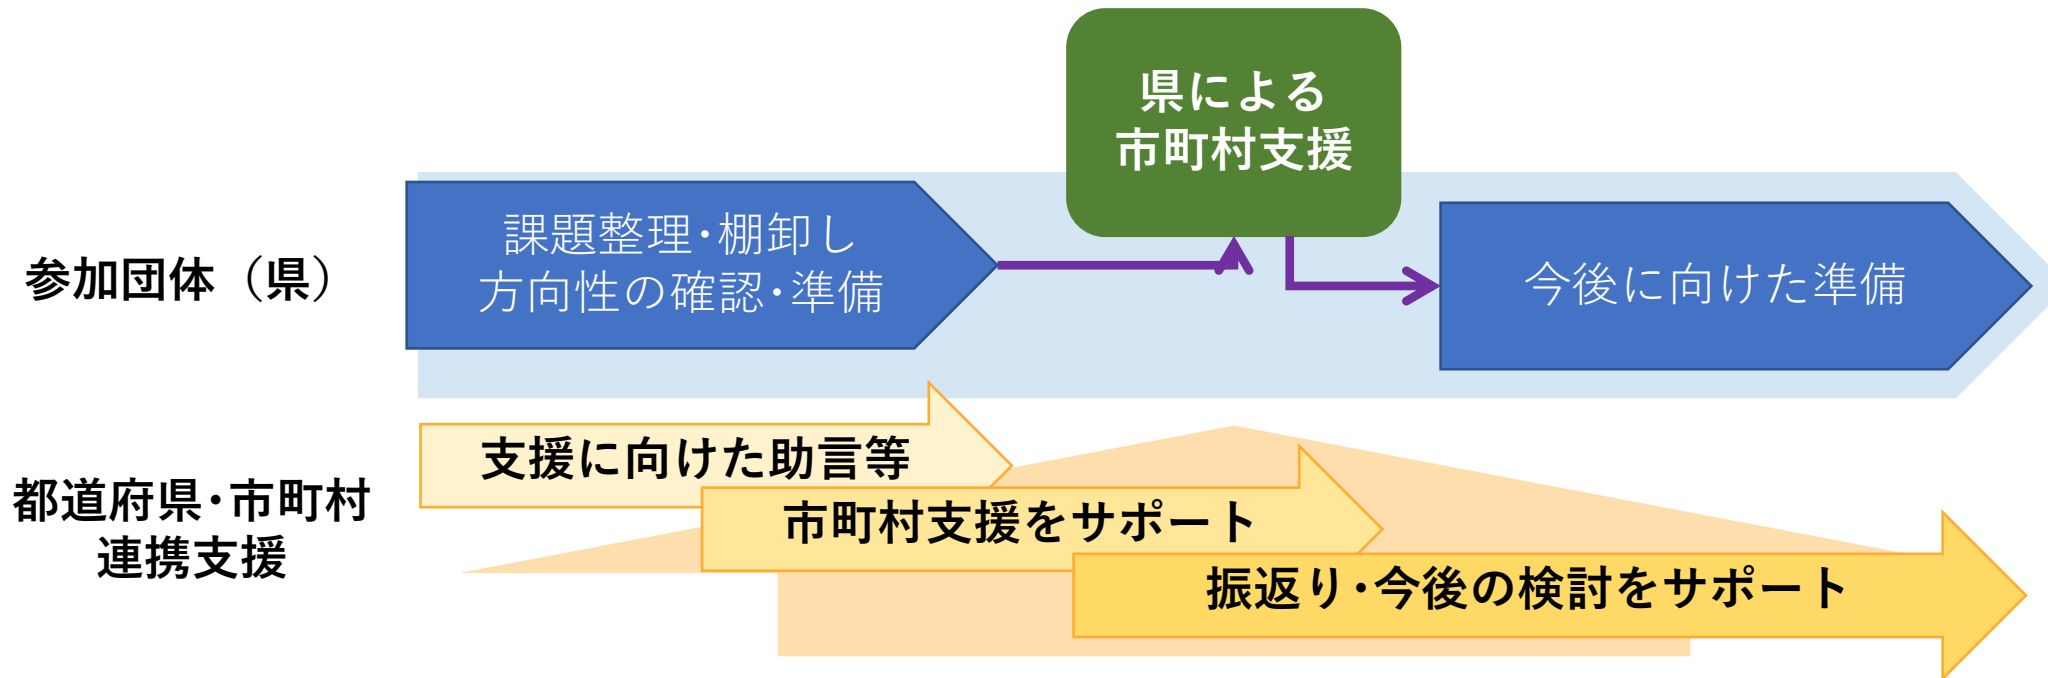 県による
市町村支援
参加団体（県）
課題整理・棚卸し
方向性の確認・準備
今後に向けた準備
都道府県・市町村
連携支援
支援に向けた助言等
市町村支援をサポート
振返り・今後の検討をサポート